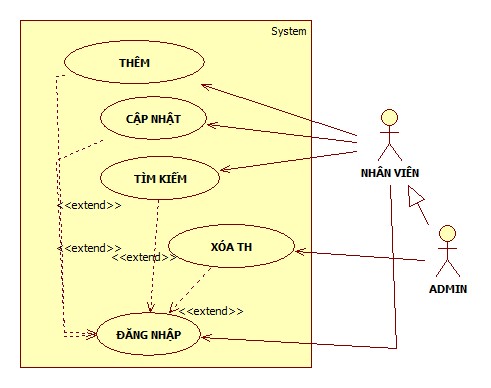 System
THÊM
CẬP NHẬT
TÌM KIẾM
NHÂN VIÊN
<<extend>>
<<extend>>
<<extend>>
XÓA TH
ADMIN
<<extend>>
ĐĂNG NHẬP